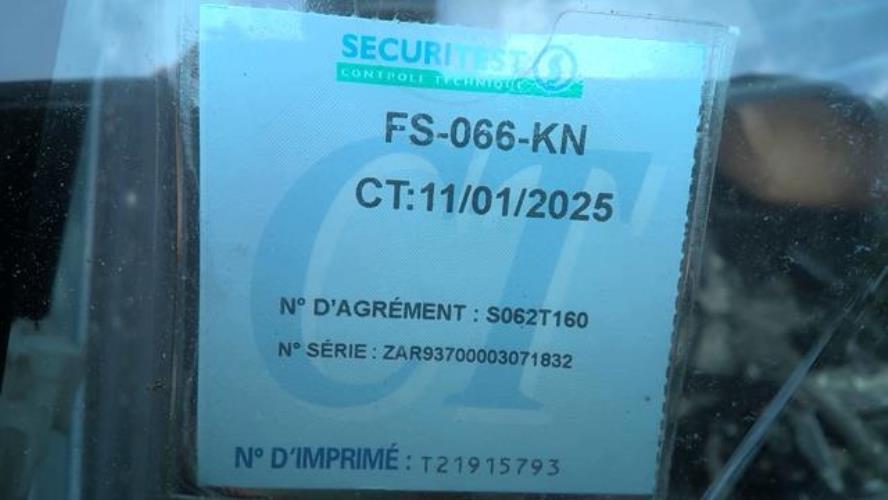 SECURITEST
CONTROLE TECHNIQUE
FS-066-KN
CT:11/01/2025
N° D'AGRÉMENT : S062T160
N° SÉRIE : ZAR93700003071832
N° D'IMPRIMÉ : T21915793
CT